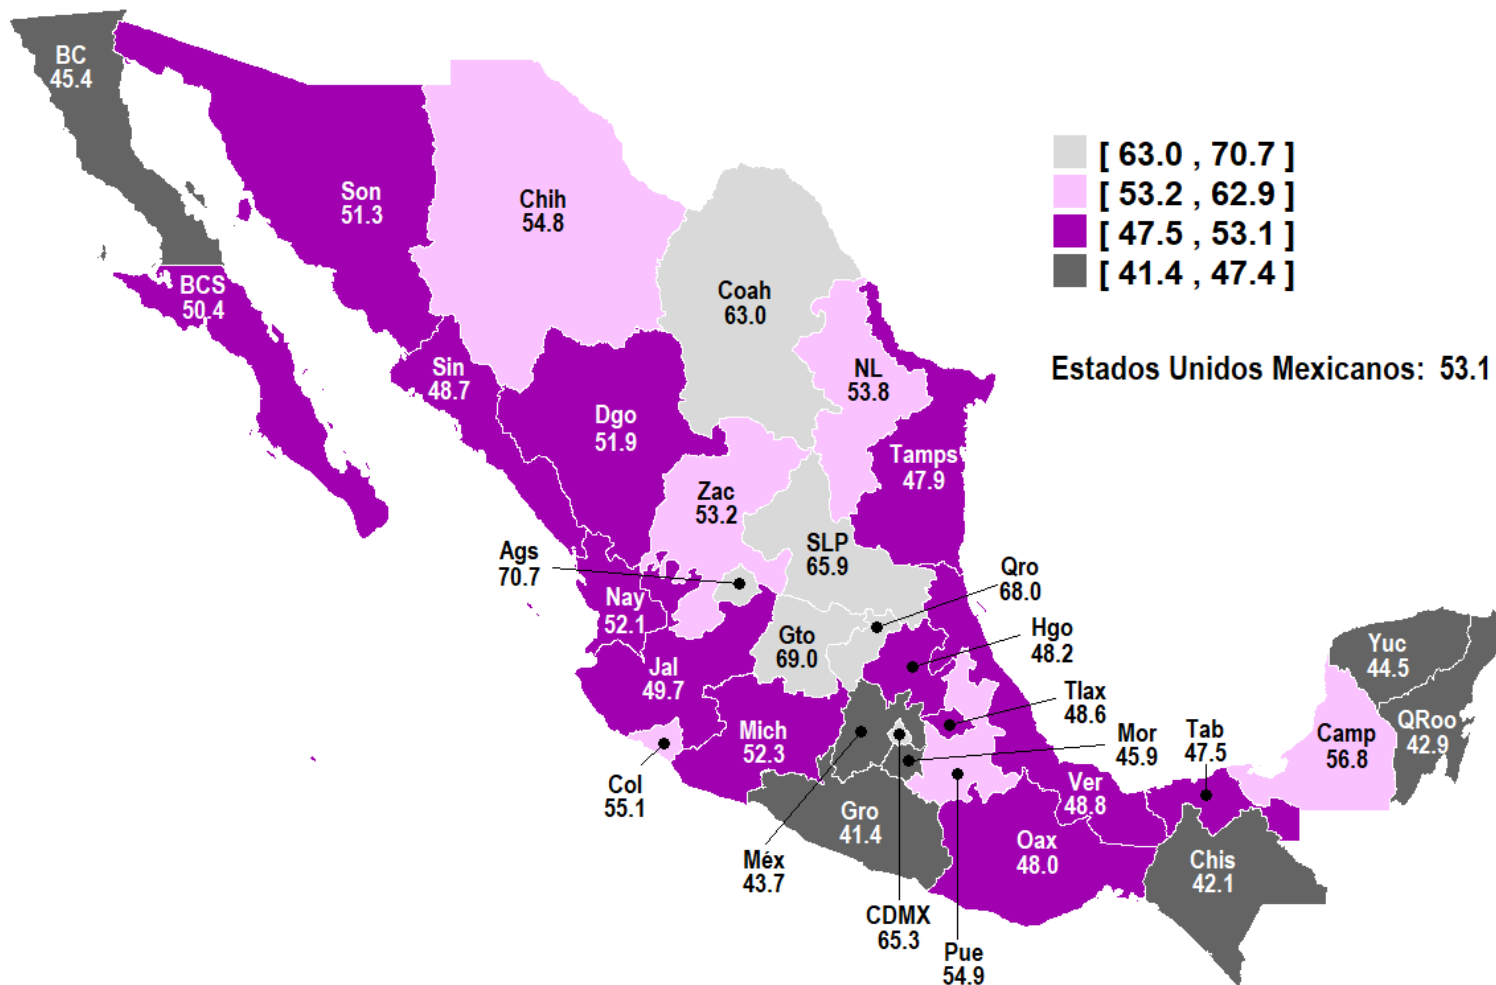 BC
45.4
Son
51.3
Chih
54.8
[ 63.0 , 70.7 ]
[ 53.2 , 62.9 ]
[ 47.5 , 53.1 ]
[ 41.4 , 47.4 ]
BCS
50.4
Coah
63.0
Estados Unidos Mexicanos: 53.1
Sin
48.7
NL
53.8
Dgo
51.9
Tamps
47.9
Zac
53.2
Ags
70.7
SLP
65.9
Qro
68.0
Nay
52.1
Gto
69.0
Hgo
48.2
Yuc
44.5
Jal
49.7
Tlax
48.6
Mich
52.3
Mor
45.9
Tab
47.5
Camp
56.8
QRoo
42.9
Col
55.1
Ver
48.8
Gro
41.4
Méx
43.7
Oax
48.0
Chis
42.1
CDMX
65.3
Pue
54.9